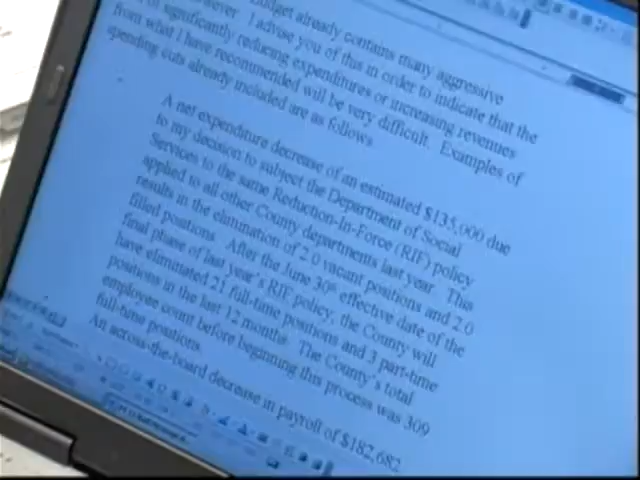 budget already contains many aggressive
However. I advise you of this in order to indicate that the
of significantly reducing expenditures or increasing revenues
from what I have recommended will be very difficult. Examples of
spending cuts already included are as follows
A net expenditure decrease of an estimated $135,000 due
to my decision to subject the Department of Social
Services to the same Reduction-In-Force (RIF) policy
applied to all other County departments last year. This
results in the elimination of 2.0 vacant positions and 2.0
filled positions. After the June 30th effective date of the
final phase of last year's RIF policy, the County will
have eliminated 21 full-time positions and 3 part-time
positions in the last 12 months. The County's total
employee count before beginning this process was 309
full-time positions.
An across-the-board decrease in payroll of $182,682